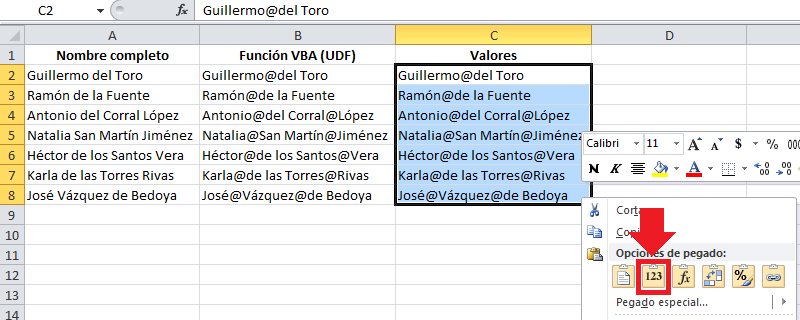 C2 fx Guillermo@del Toro
A B C D
1 Nombre completo Función VBA (UDF) Valores
2 Guillermo del Toro Guillermo@del Toro Guillermo@del Toro
3 Ramón de la Fuente Ramón@de la Fuente Ramón@de la Fuente
4 Antonio del Corral López Antonio@del Corral@López Antonio@del Corral@López
5 Natalia San Martín Jiménez Natalia@San Martín@Jiménez Natalia@San Martín@Jiménez
6 Héctor de los Santos Vera Héctor@de los Santos@Vera Héctor@de los Santos@Vera
7 Karla de las Torres Rivas Karla@de las Torres@Rivas Karla@de las Torres@Rivas
8 José Vázquez de Bedoya José@Vázquez@de Bedoya José@Vázquez@de Bedoya
9
10
11
12
13
14
Calibri 11 A A $ % 000
N K A
Opciones de pegado:
123 fx %
Pegado especial...